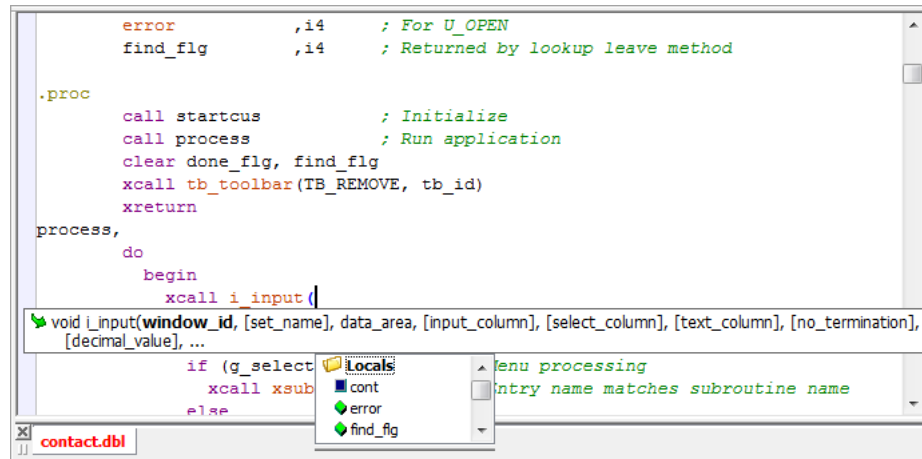 error ,i4 ; For U_OPEN
find_flg ,i4 ; Returned by lookup leave method
.proc
call startcus ; Initialize
call process ; Run application
clear done_flg, find_flg
xcall tb_toolbar(TB_REMOVE, tb_id)
xreturn
process,
do
begin
xcall i_input(
void i_input(window_id, [set_name], data_area, [input_column], [select_column], [text_column], [no_termination],
[decimal_value], ...
if (g_select Menu processing
Locals
xcall xsub Entry name matches subroutine name
cont
else
error
find_flg
contact.dbl